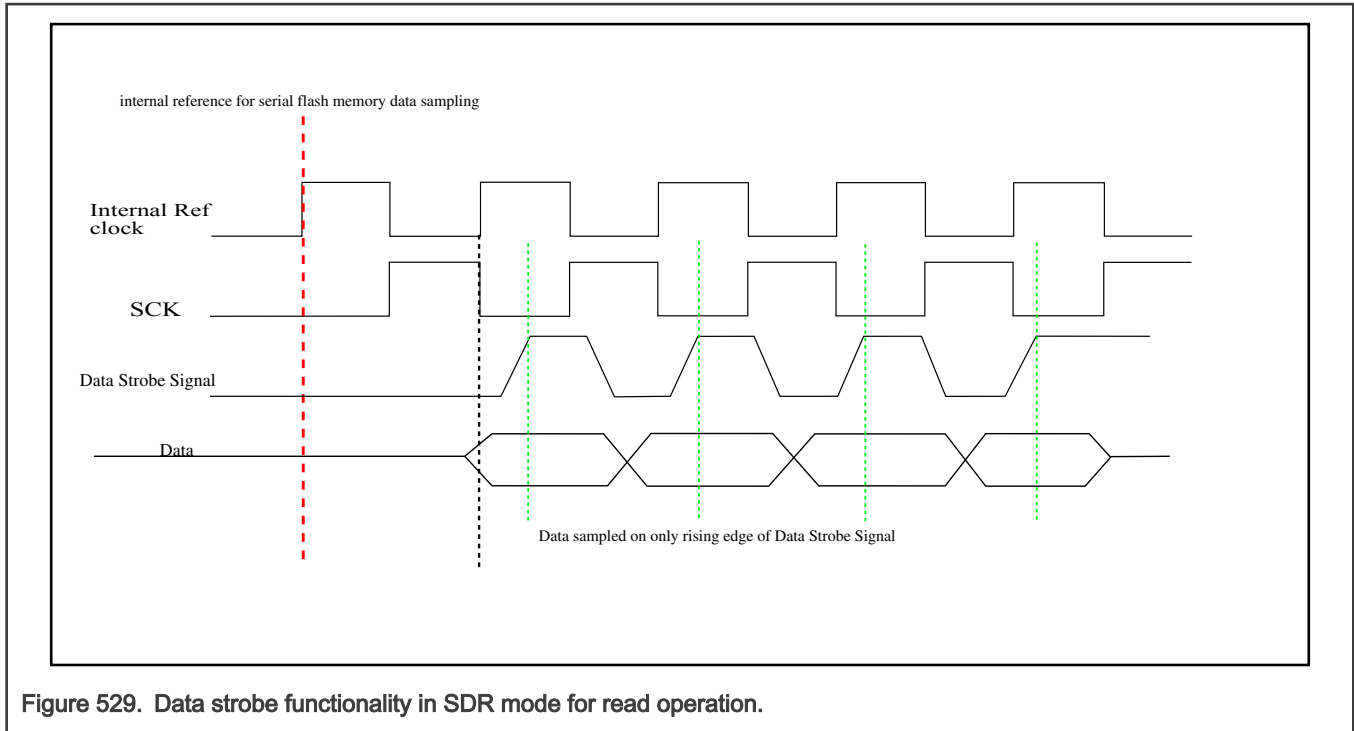 internal reference for serial flash memory data sampling
Internal Ref
clock
SCK
Data Strobe Signal
Data
Data sampled on only rising edge of Data Strobe Signal
Figure 529. Data strobe functionality in SDR mode for read operation.